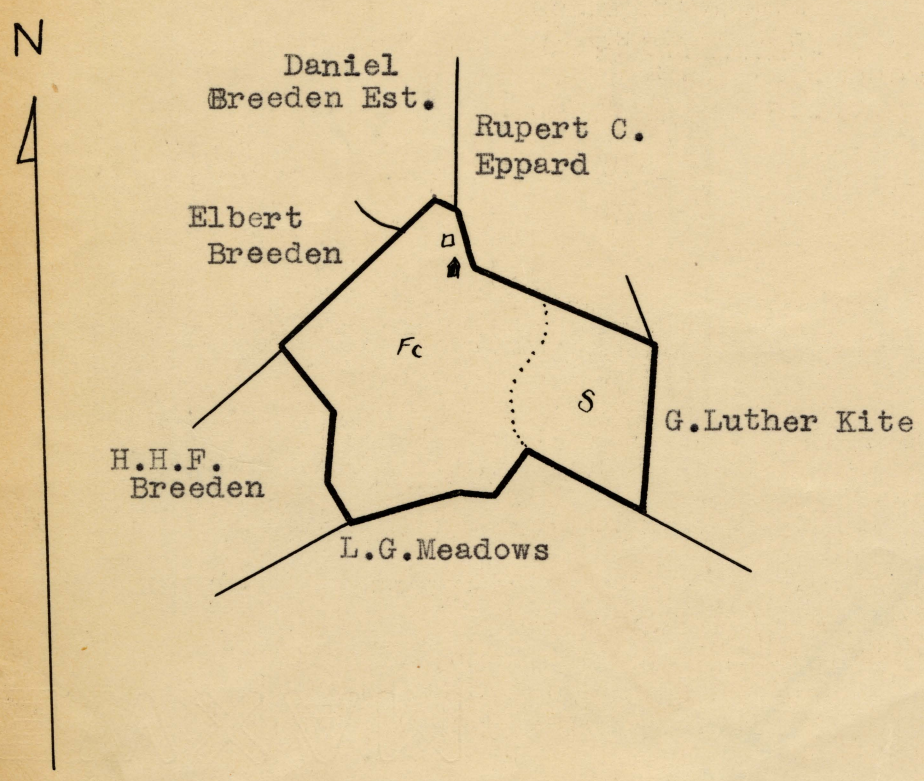 N
Daniel
Breeden Est.
Rupert C.
Eppard
Elbert
Breeden
Fc
S
G.Luther Kite
H.H.F.
Breeden
L.G.Meadows